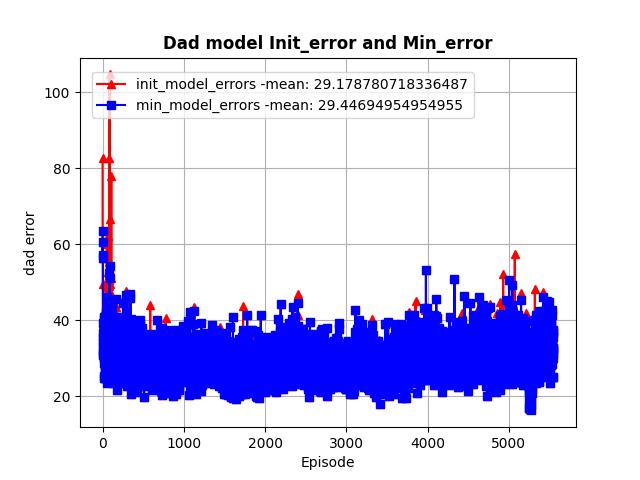 Dad model Init_error and Min_error
init_model_errors -mean: 29.178780718336487
min_model_errors -mean: 29.44694954954955
dad error
100
80
60
40
20
0 1000 2000 3000 4000 5000
Episode